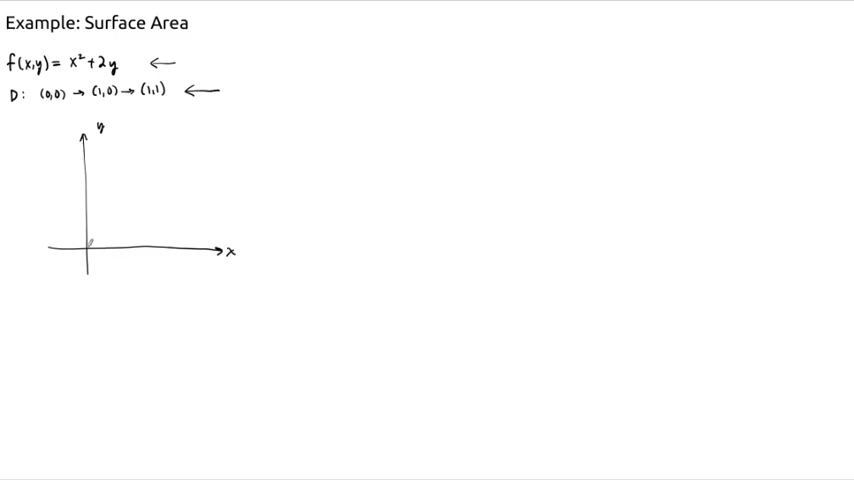 Example: Surface Area
f(x,y) = x² + 2y ←
D: (0,0) → (1,0) → (1,1) ←
y
x